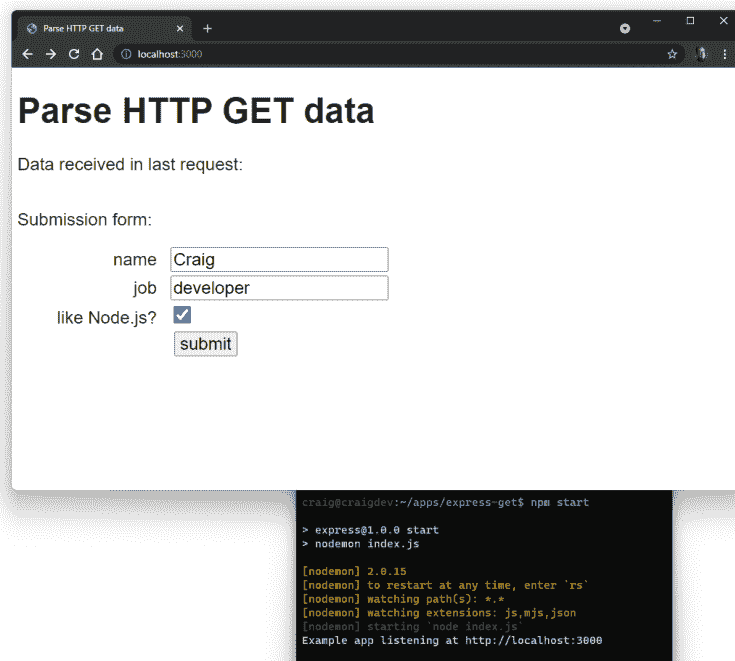 Parse HTTP GET data
localhost:3000
Parse HTTP GET data
Data received in last request:
Submission form:
name Craig
job developer
like Node.js?
submit
craig@craigdev:~/apps/express-get$ npm start
> express@1.0.0 start
> nodemon index.js
[nodemon] 2.0.15
[nodemon] to restart at any time, enter `rs`
[nodemon] watching path(s): *.*
[nodemon] watching extensions: js,mjs,json
[nodemon] starting `node index.js`
Example app listening at http://localhost:3000